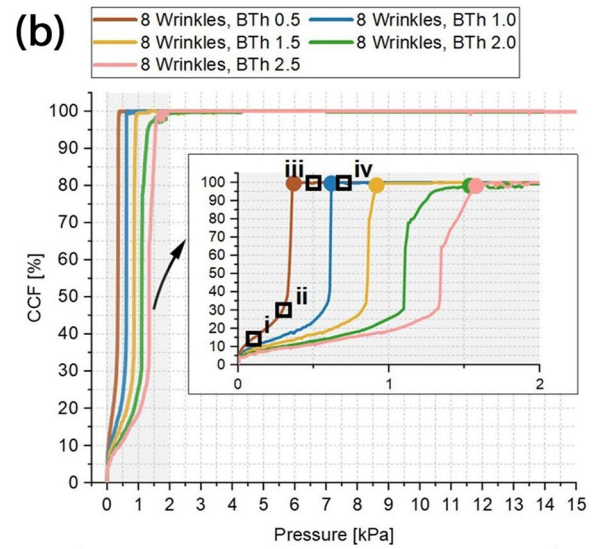 (b)
8 Wrinkles, BTh 0.5 8 Wrinkles, BTh 1.0
8 Wrinkles, BTh 1.5 8 Wrinkles, BTh 2.0
8 Wrinkles, BTh 2.5
CCF [%]
100
90
80
70
60
50
40
30
20
10
0
100
90
80
70
60
50
40
30
20
10
0
iii iv
ii
i
0 1 2
0 1 2 3 4 5 6 7 8 9 10 11 12 13 14 15
Pressure [kPa]